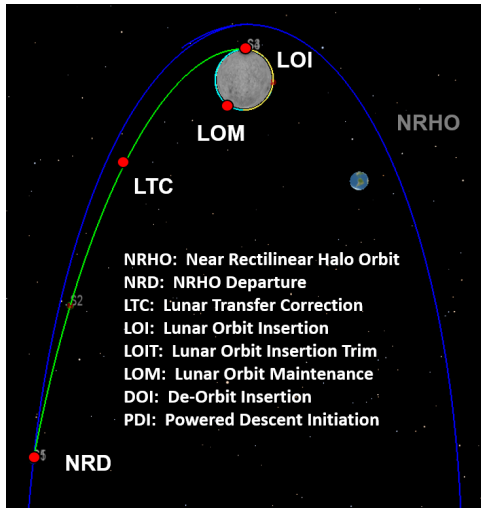 S3
LOI
LOM
NRHO
LTC
NRHO:  Near Rectilinear Halo Orbit
NRD:  NRHO Departure
LTC:  Lunar Transfer Correction
LOI:  Lunar Orbit Insertion
LOIT:  Lunar Orbit Insertion Trim
LOM:  Lunar Orbit Maintenance
DOI:  De-Orbit Insertion
PDI:  Powered Descent Initiation
S2
NRD